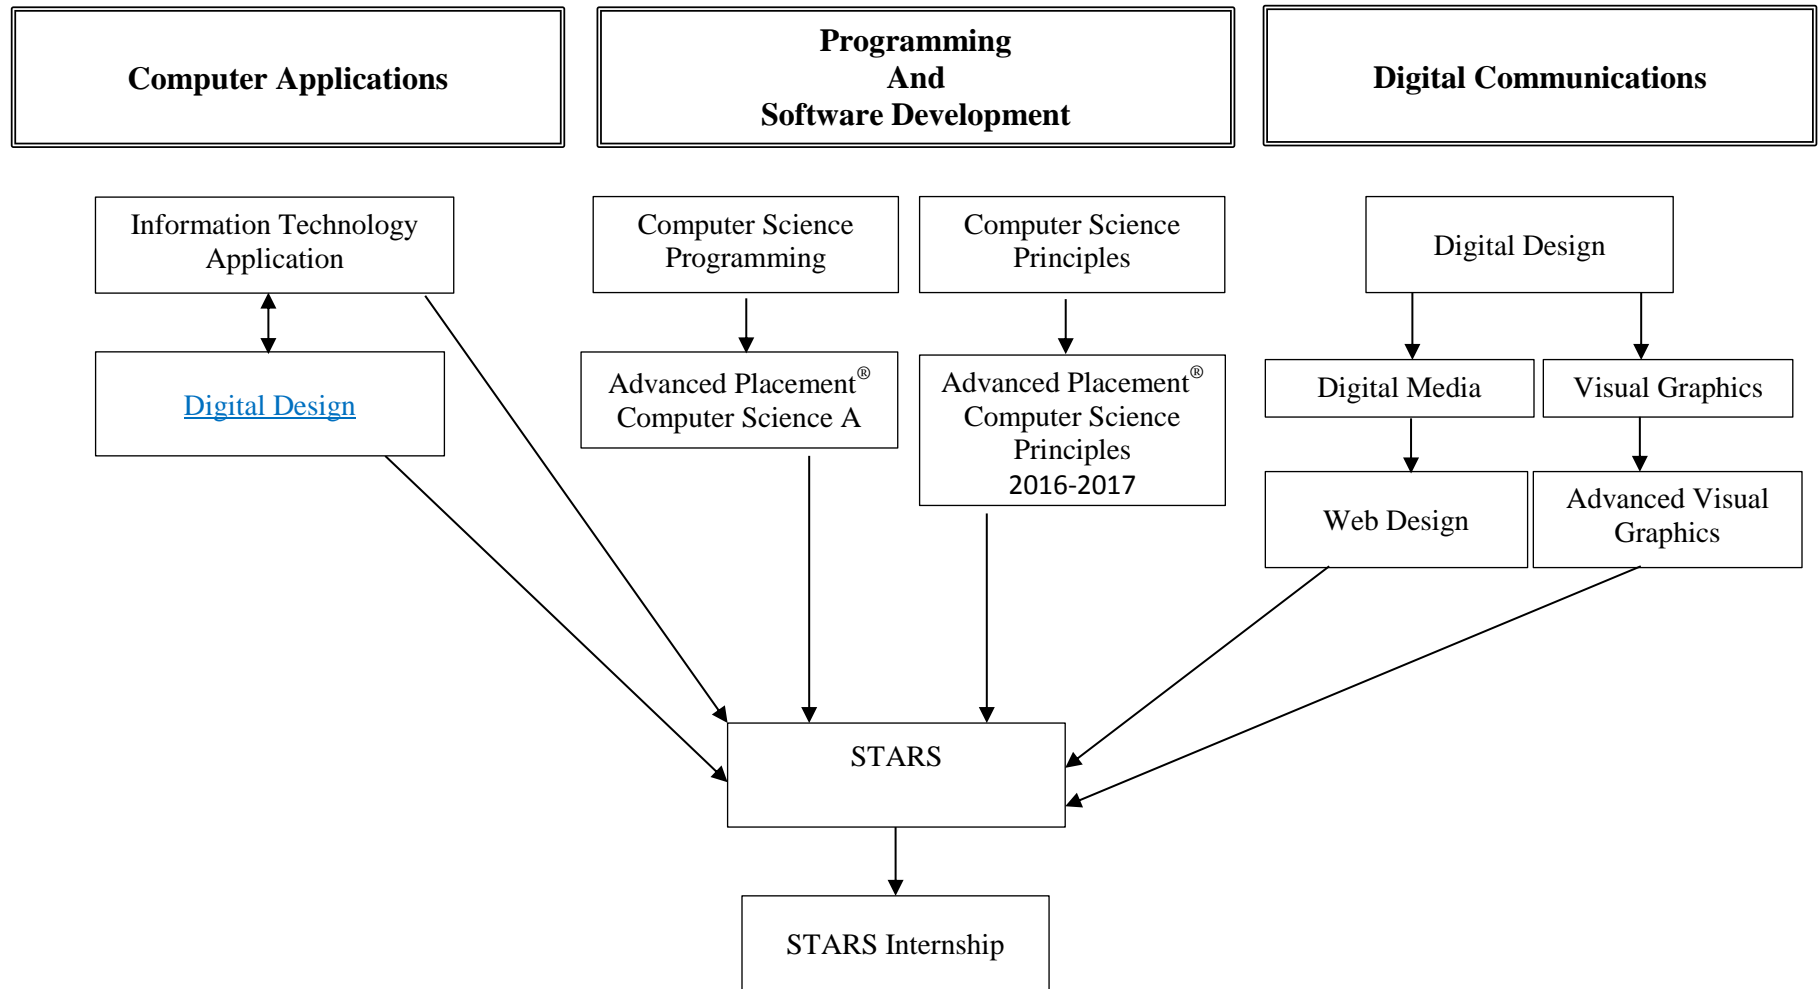 Computer Applications
Programming
And
Software Development
Digital Communications
Information Technology
Application
Computer Science
Programming
Computer Science
Principles
Digital Design
Digital Design
Advanced Placement®
Computer Science A
Advanced Placement®
Computer Science
Principles
2016-2017
Digital Media
Visual Graphics
Web Design
Advanced Visual
Graphics
STARS
STARS Internship